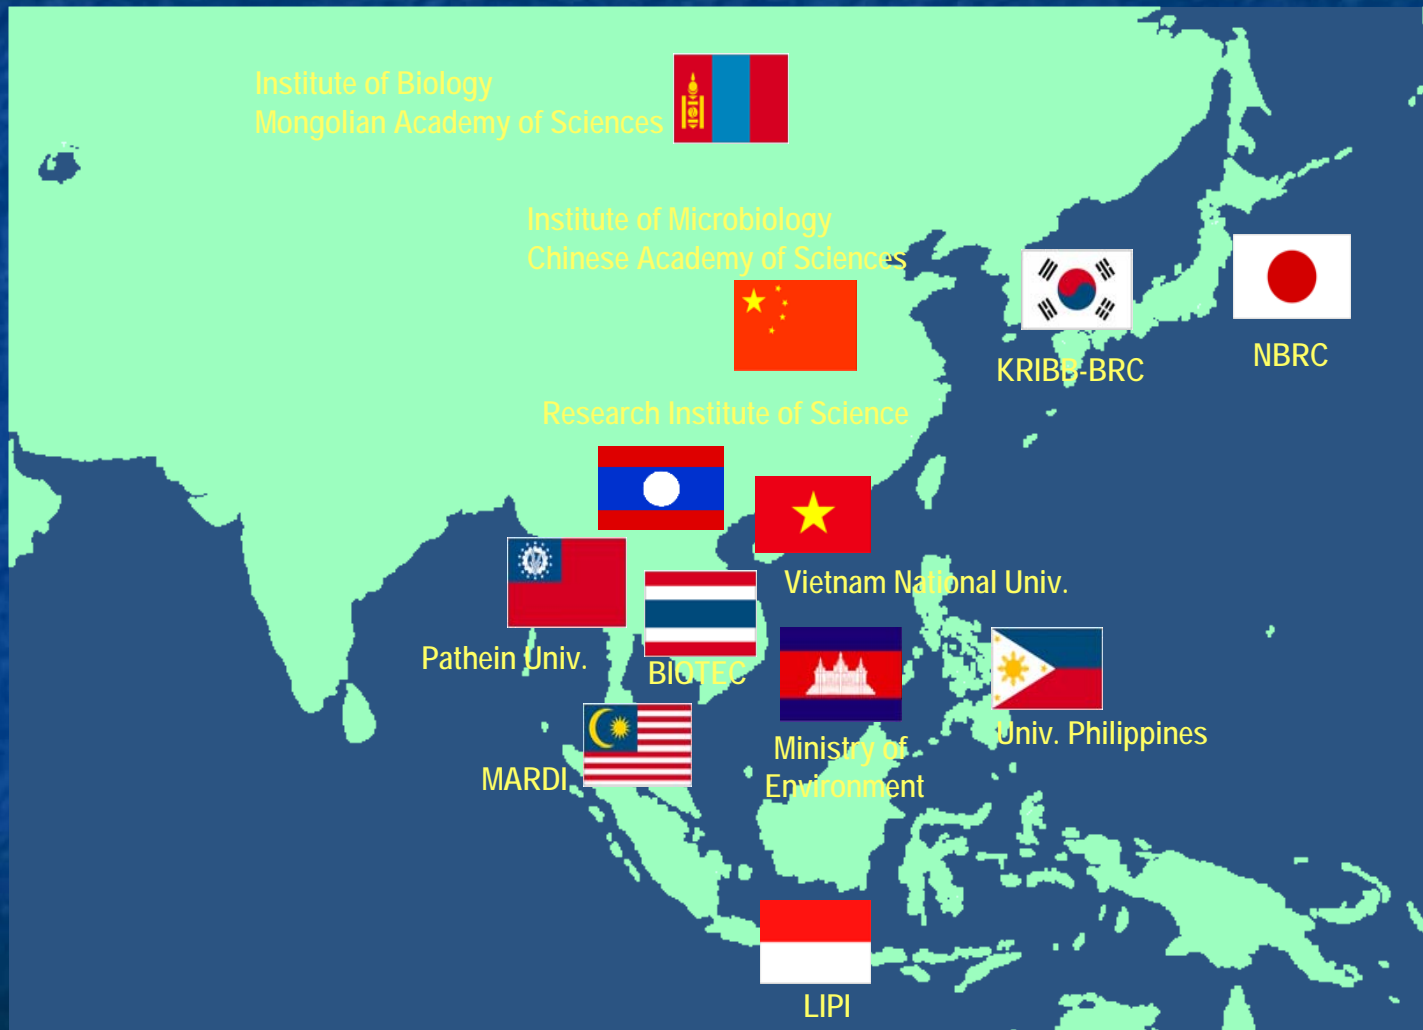 Institute of Biology
Mongolian Academy of Sciences
Institute of Microbiology
Chinese Academy of Sciences
KRIBB-BRC
NBRC
Research Institute of Science
Vietnam National Univ.
Pathein Univ.
BIOTEC
Univ. Philippines
Ministry of
Environment
MARDI
LIPI